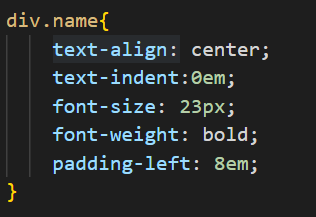 div.name{
text-align: center;
text-indent:0em;
font-size: 23px;
font-weight: bold;
padding-left: 8em;
}